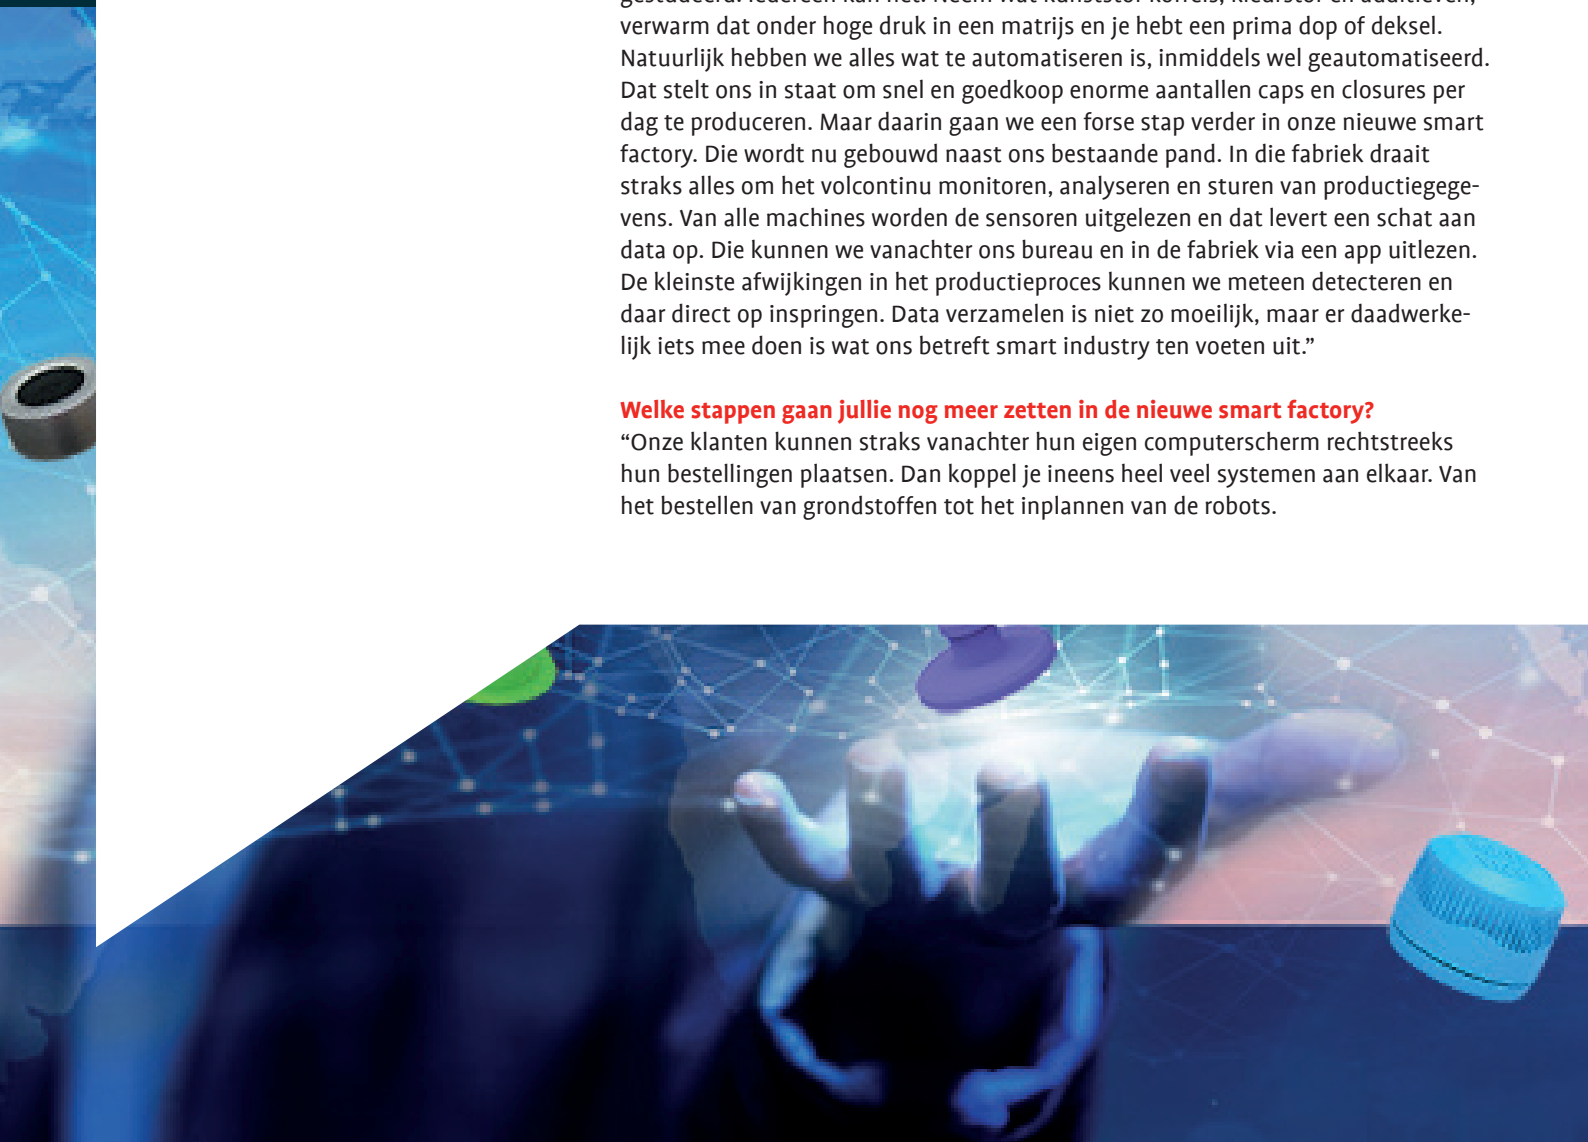 verwarm dat onder hoge druk in een matrijs en je hebt een prima dop of deksel.
Natuurlijk hebben we alles wat te automatiseren is, inmiddels wel geautomatiseerd.
Dat stelt ons in staat om snel en goedkoop enorme aantallen caps en closures per
dag te produceren. Maar daarin gaan we een forse stap verder in onze nieuwe smart
factory. Die wordt nu gebouwd naast ons bestaande pand. In die fabriek draait
straks alles om het volcontinu monitoren, analyseren en sturen van productiegege-
vens. Van alle machines worden de sensoren uitgelezen en dat levert een schat aan
data op. Die kunnen we vanachter ons bureau en in de fabriek via een app uitlezen.
De kleinste afwijkingen in het productieproces kunnen we meteen detecteren en
daar direct op inspringen. Data verzamelen is niet zo moeilijk, maar er daadwerke-
lijk iets mee doen is wat ons betreft smart industry ten voeten uit.”
Welke stappen gaan jullie nog meer zetten in de nieuwe smart factory?
“Onze klanten kunnen straks vanachter hun eigen computerscherm rechtstreeks
hun bestellingen plaatsen. Dan koppel je ineens heel veel systemen aan elkaar. Van
het bestellen van grondstoffen tot het inplannen van de robots.